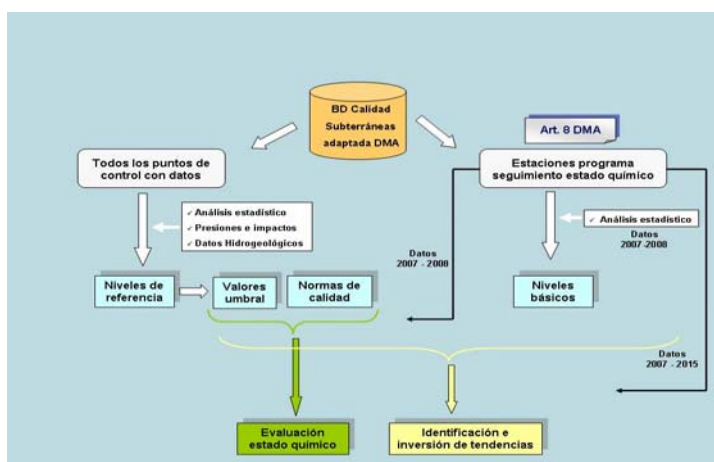 BD Calidad
Subterráneas
adaptada DMA
Art. 8 DMA
Todos los puntos de
control con datos
Estaciones programa
seguimiento estado químico
✓ Análisis estadístico
✓ Presiones e impactos
✓ Datos Hidrogeológicos
✓ Análisis estadístico
Datos
2007-2008
Datos
2007 - 2008
Niveles de
referencia
Valores
umbral
Normas de
calidad
Niveles
básicos
Datos
2007 - 2015
Evaluación
estado químico
Identificación e
inversión de tendencias